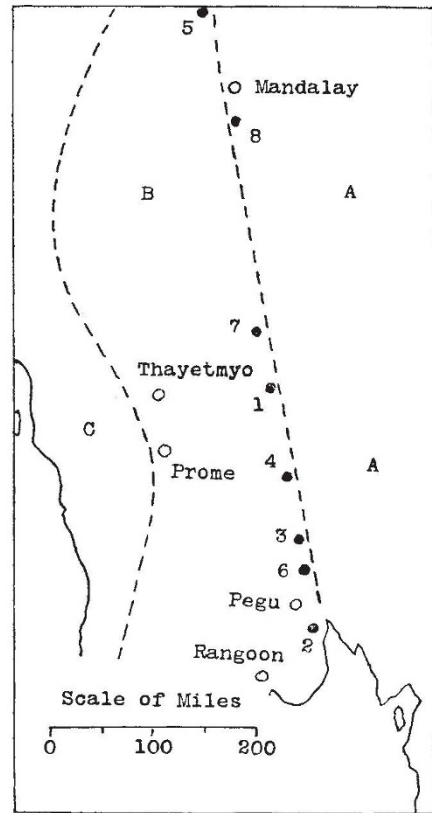 5
Mandalay
8
B A
7
Thayetmyo
1
C
4 A
Prome
3
6
Pegu
2
Rangoon
Scale of Miles
0 100 200